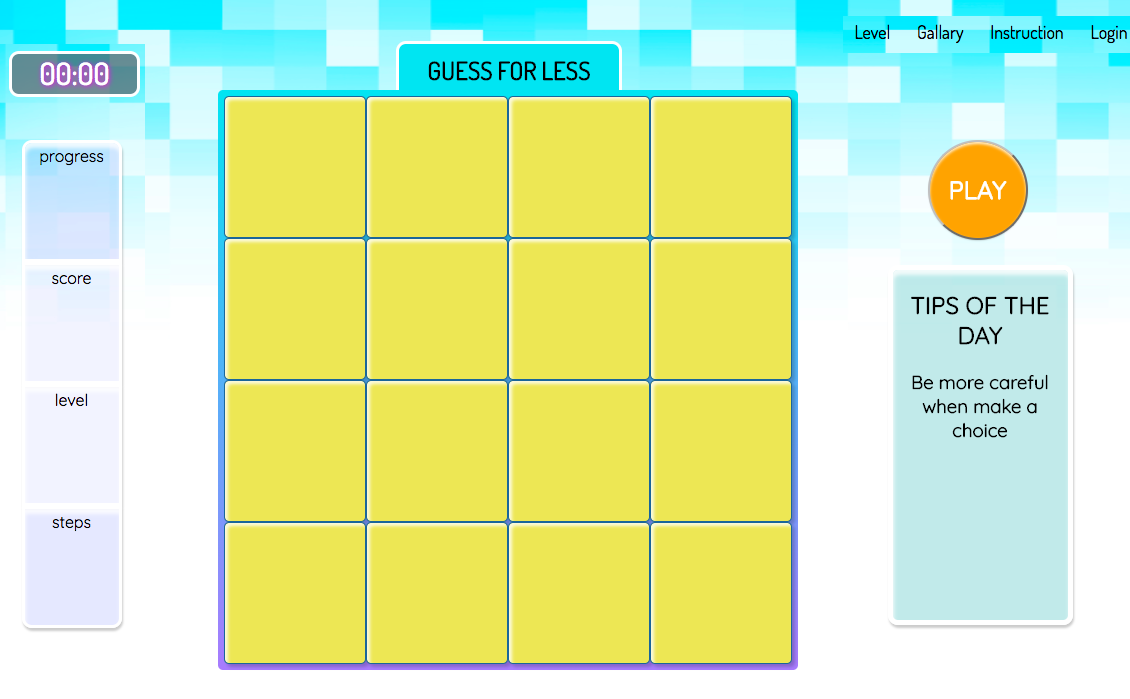 Level Gallary Instruction Login
00:00
GUESS FOR LESS
progress
score
level
steps
PLAY
TIPS OF THE
DAY
Be more careful
when make a
choice